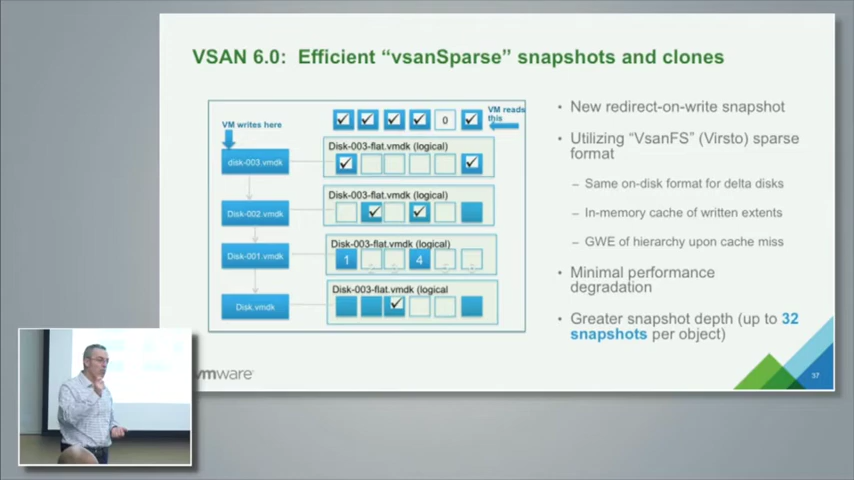 VSAN 6.0: Efficient “vsanSparse” snapshots and clones
VM writes here
0
VM reads
this
disk-003.vmdk
Disk-003-flat.vmdk (logical)
Disk-002.vmdk
Disk-003-flat.vmdk (logical)
Disk-001.vmdk
Disk-003-flat.vmdk (logical)
1
4
Disk.vmdk
Disk-003-flat.vmdk (logical
• New redirect-on-write snapshot
• Utilizing “VsanFS” (Virsto) sparse
format
– Same on-disk format for delta disks
– In-memory cache of written extents
– GWE of hierarchy upon cache miss
• Minimal performance
degradation
• Greater snapshot depth (up to 32
snapshots per object)
vmware
37